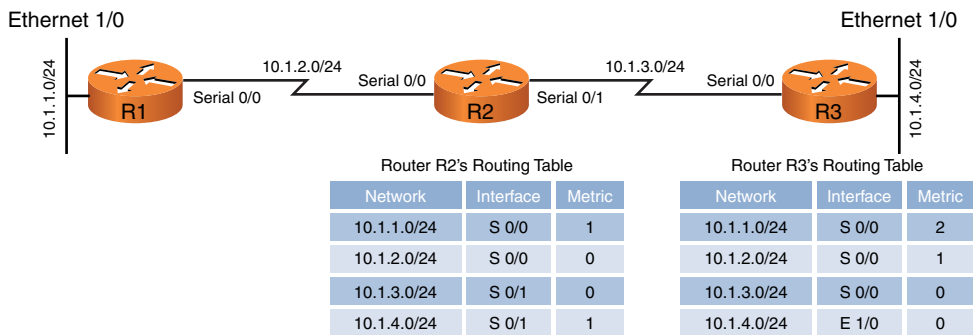 Ethernet 1/0
Ethernet 1/0
10.1.1.0/24
10.1.2.0/24
Serial 0/0
10.1.3.0/24
Serial 0/0
10.1.4.0/24
R1
Serial 0/0
R2
Serial 0/1
R3
Router R2's Routing Table
Network Interface Metric
10.1.1.0/24 S 0/0 1
10.1.2.0/24 S 0/0 0
10.1.3.0/24 S 0/1 0
10.1.4.0/24 S 0/1 1
Router R3's Routing Table
Network Interface Metric
10.1.1.0/24 S 0/0 2
10.1.2.0/24 S 0/0 1
10.1.3.0/24 S 0/0 0
10.1.4.0/24 E 1/0 0